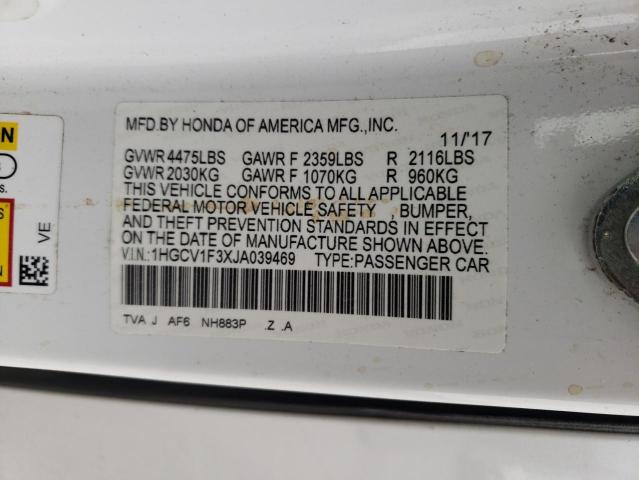 MFD.BY HONDA OF AMERICA MFG.,INC.
11/'17
GVWR 4475LBS GAWR F 2359LBS R 2116LBS
GVWR 2030KG GAWR F 1070KG R 960KG
THIS VEHICLE CONFORMS TO ALL APPLICABLE
FEDERAL MOTOR VEHICLE SAFETY , BUMPER,
AND THEFT PREVENTION STANDARDS IN EFFECT
ON THE DATE OF MANUFACTURE SHOWN ABOVE.
V.I.N.:1HGCV1F3XJA039469 TYPE:PASSENGER CAR
TVA J AF6 NH883P .Z .A
VE